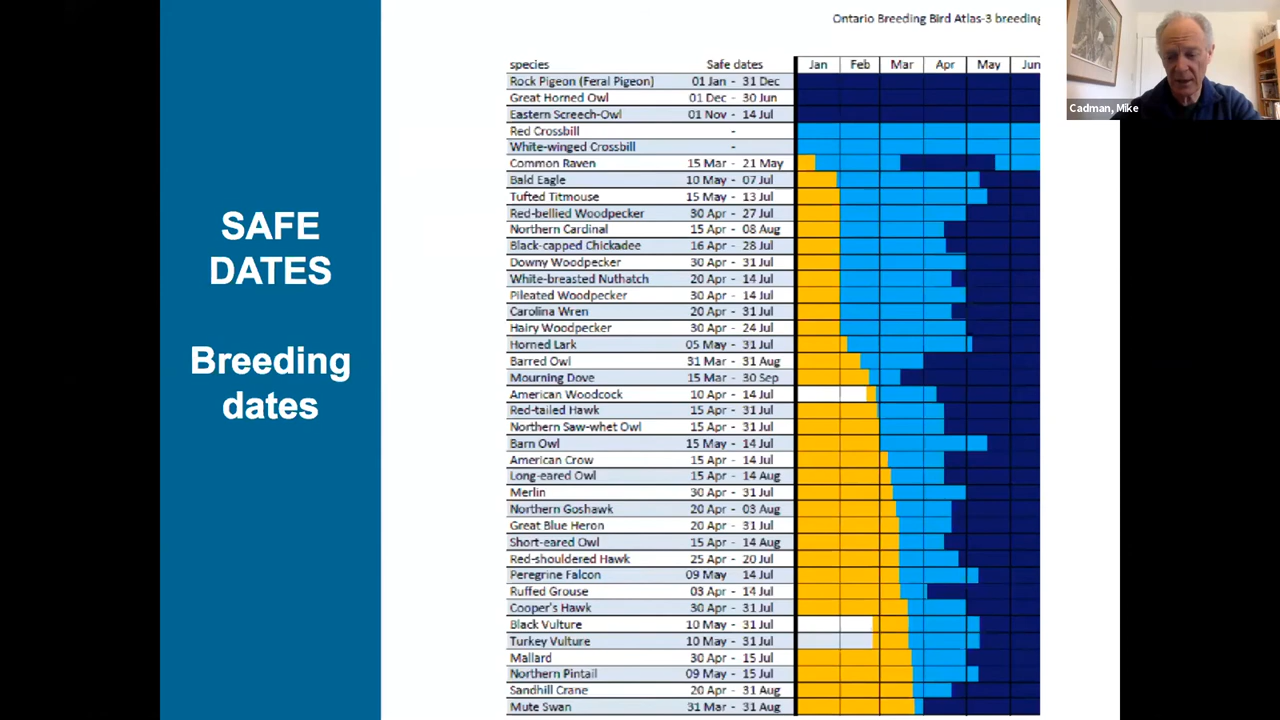 Ontario Breeding Bird Atlas-3 breeding
Cadman, Mike
SAFE
DATES
Breeding
dates
species Safe dates Jan Feb Mar Apr May Jun
Rock Pigeon (Feral Pigeon) 01 Jan - 31 Dec
Great Horned Owl 01 Dec - 30 Jun
Eastern Screech-Owl 01 Nov - 14 Jul
Red Crossbill -
White-winged Crossbill -
Common Raven 15 Mar - 21 May
Bald Eagle 10 May - 07 Jul
Tufted Titmouse 15 May - 13 Jul
Red-bellied Woodpecker 30 Apr - 27 Jul
Northern Cardinal 15 Apr - 08 Aug
Black-capped Chickadee 16 Apr - 28 Jul
Downy Woodpecker 30 Apr - 31 Jul
White-breasted Nuthatch 20 Apr - 14 Jul
Pileated Woodpecker 30 Apr - 14 Jul
Carolina Wren 20 Apr - 31 Jul
Hairy Woodpecker 30 Apr - 24 Jul
Horned Lark 05 May - 31 Jul
Barred Owl 31 Mar - 31 Aug
Mourning Dove 15 Mar - 30 Sep
American Woodcock 10 Apr - 14 Jul
Red-tailed Hawk 15 Apr - 31 Jul
Northern Saw-whet Owl 15 Apr - 31 Jul
Barn Owl 15 May - 14 Jul
American Crow 15 Apr - 14 Jul
Long-eared Owl 15 Apr - 14 Aug
Merlin 30 Apr - 31 Jul
Northern Goshawk 20 Apr - 03 Aug
Great Blue Heron 20 Apr - 31 Jul
Short-eared Owl 15 Apr - 14 Aug
Red-shouldered Hawk 25 Apr - 20 Jul
Peregrine Falcon 09 May 14 Jul
Ruffed Grouse 03 Apr - 14 Jul
Cooper's Hawk 30 Apr - 31 Jul
Black Vulture 10 May - 31 Jul
Turkey Vulture 10 May - 31 Jul
Mallard 30 Apr - 15 Jul
Northern Pintail 09 May - 15 Jul
Sandhill Crane 20 Apr - 31 Aug
Mute Swan 31 Mar - 31 Aug